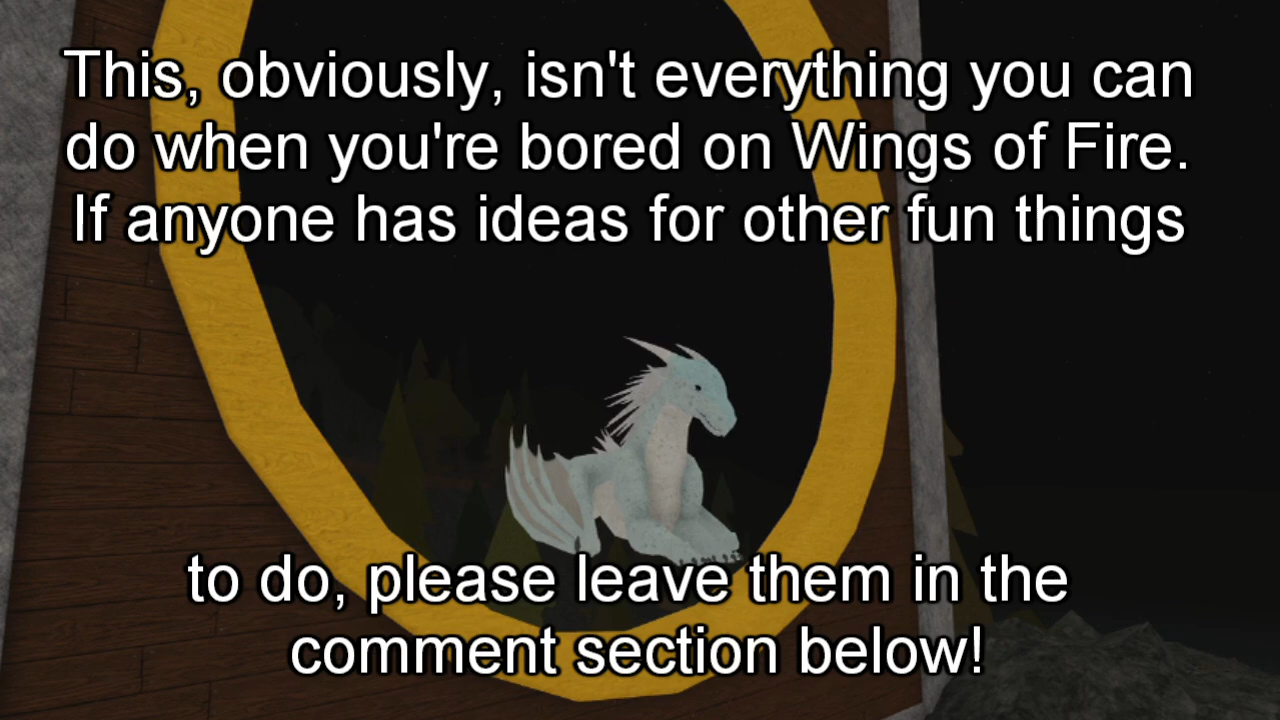 This, obviously, isn't everything you can
do when you're bored on Wings of Fire.
If anyone has ideas for other fun things
to do, please leave them in the
comment section below!